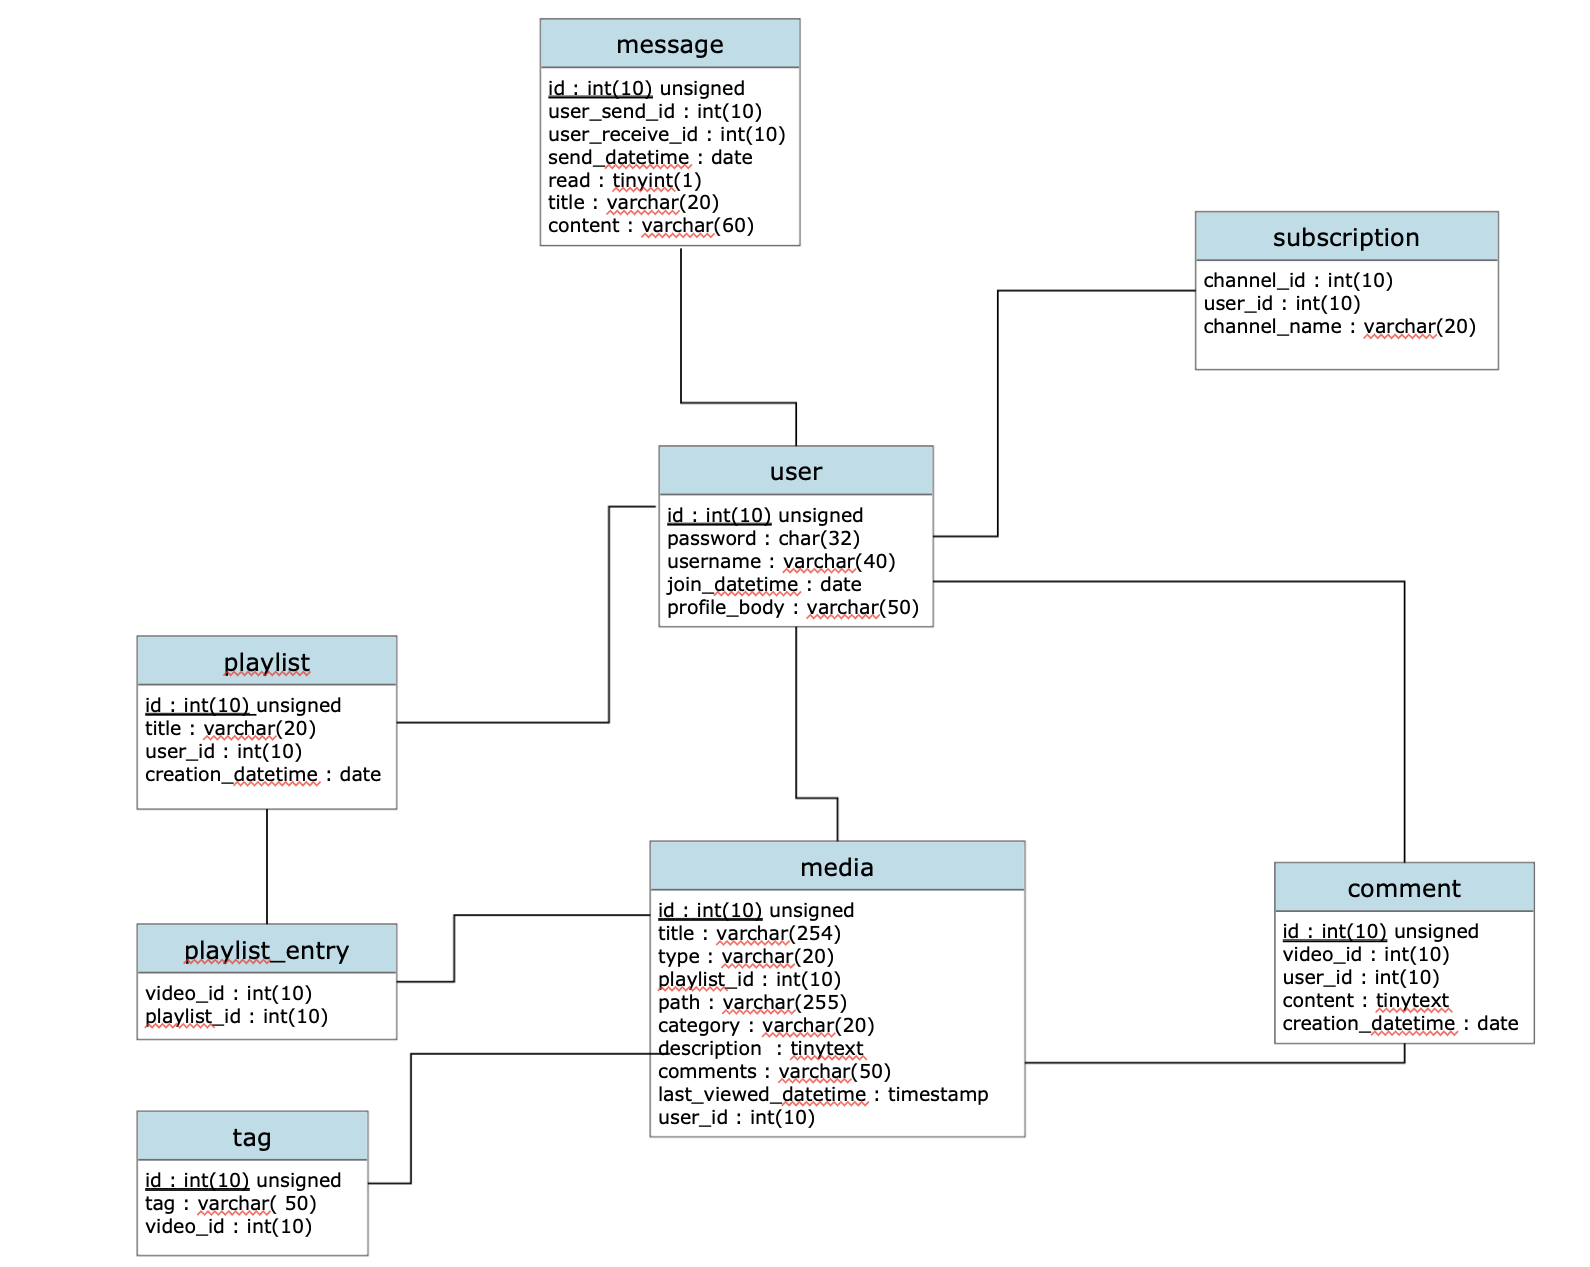 message
id : int(10) unsigned
user_send_id : int(10)
user_receive_id : int(10)
send_datetime : date
read : tinyint(1)
title : varchar(20)
content : varchar(60)
subscription
channel_id : int(10)
user_id : int(10)
channel_name : varchar(20)
user
id : int(10) unsigned
password : char(32)
username : varchar(40)
join_datetime : date
profile_body : varchar(50)
playlist
id : int(10) unsigned
title : varchar(20)
user_id : int(10)
creation_datetime : date
media
id : int(10) unsigned
title : varchar(254)
type : varchar(20)
playlist_id : int(10)
path : varchar(255)
category : varchar(20)
description  : tinytext
comments : varchar(50)
last_viewed_datetime : timestamp
user_id : int(10)
comment
id : int(10) unsigned
video_id : int(10)
user_id : int(10)
content : tinytext
creation_datetime : date
playlist_entry
video_id : int(10)
playlist_id : int(10)
tag
id : int(10) unsigned
tag : varchar( 50)
video_id : int(10)